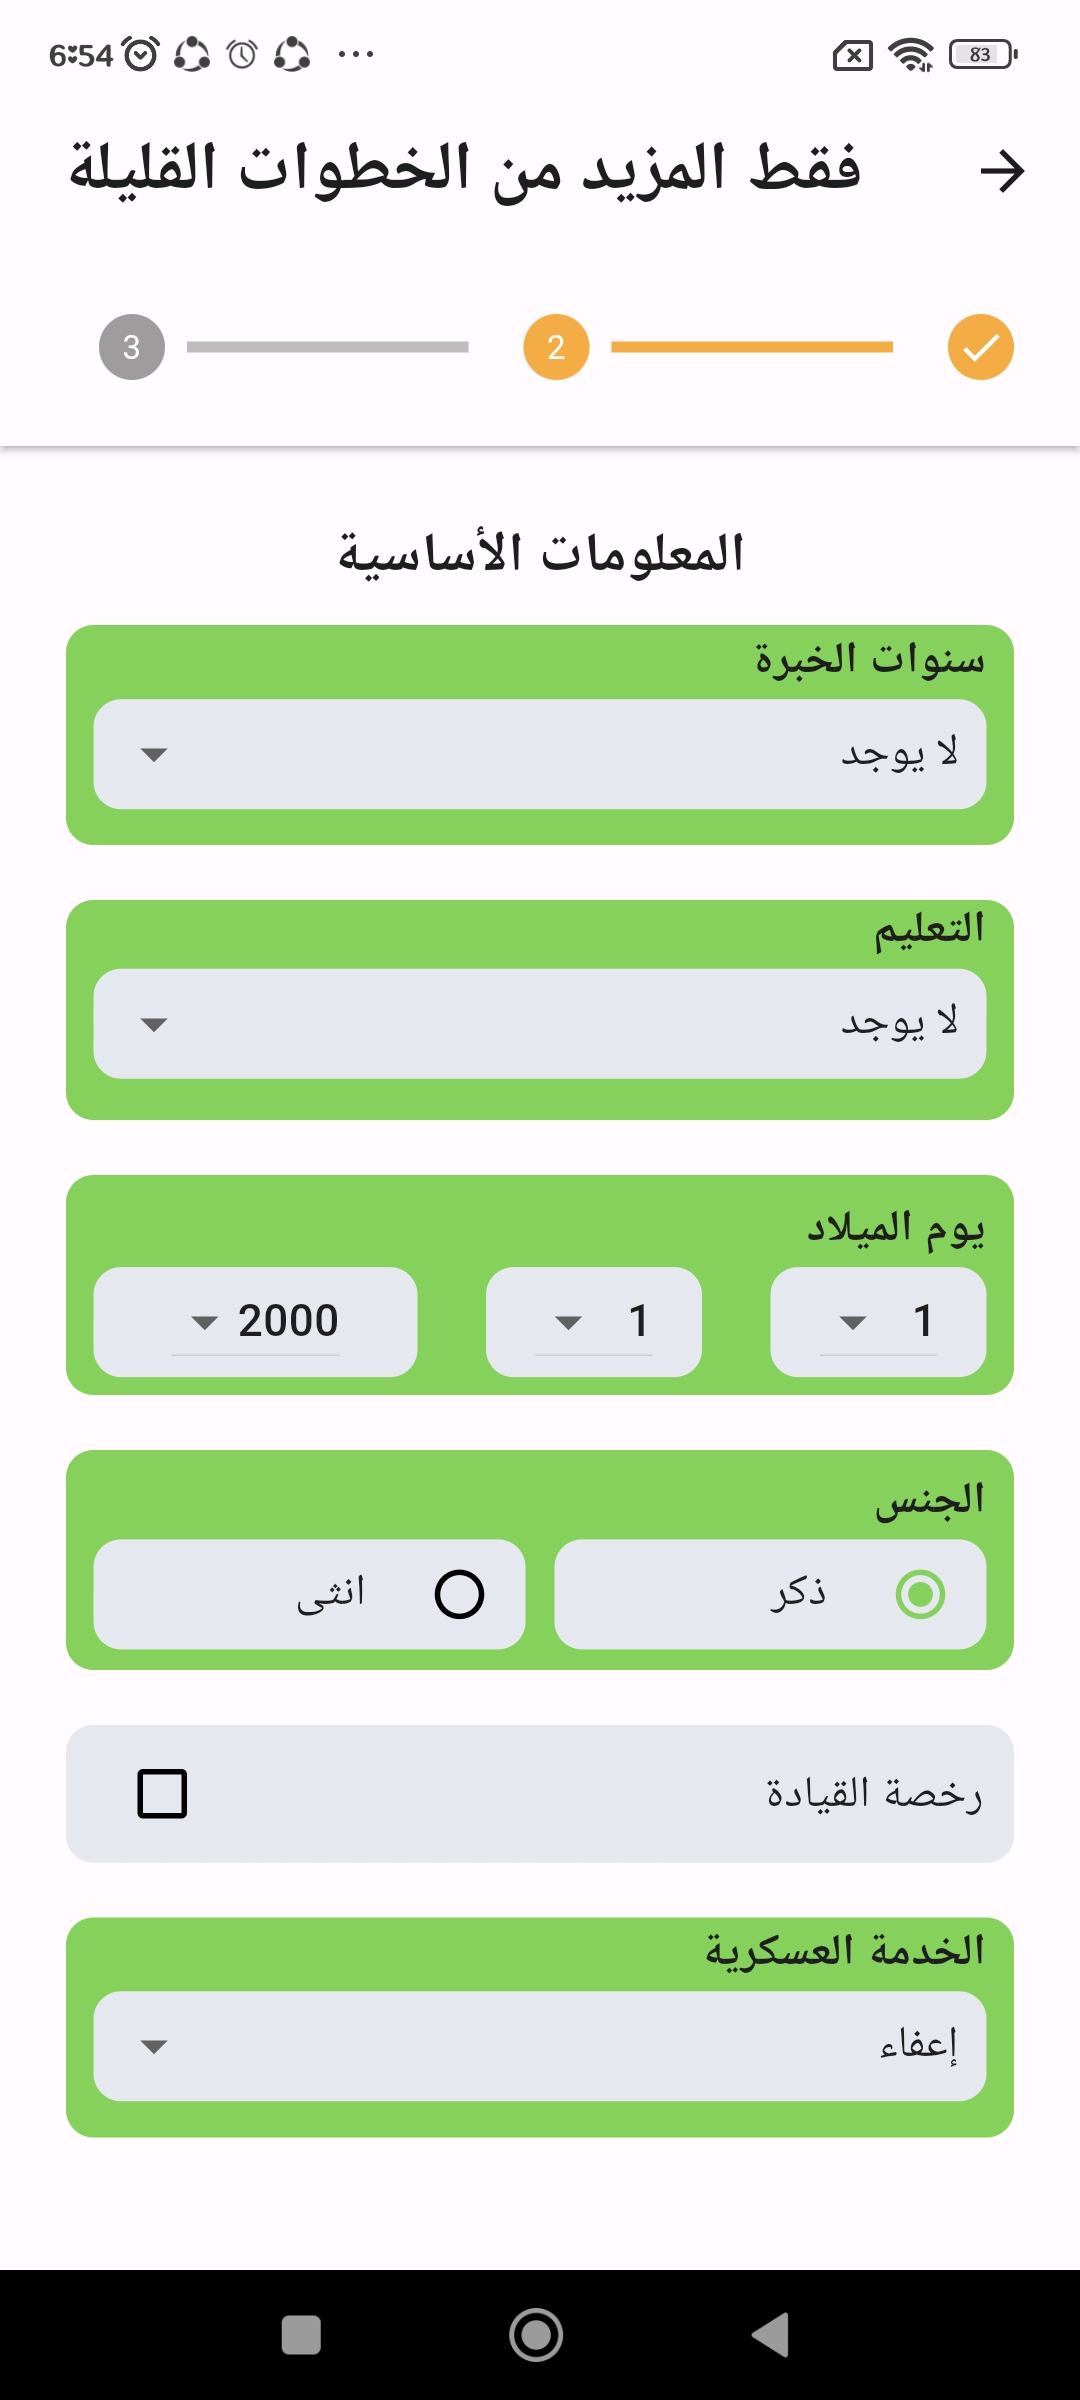 6:54
83
فقط المزيد من الخطوات القليلة
2
3
المعلومات الأساسية
سنوات الخبرة
لا يوجد
التعليم
لا يوجد
يوم الميلاد
1 1 2000
الجنس
ذكر انثى
رخصة القيادة
الخدمة العسكرية
إعفاء